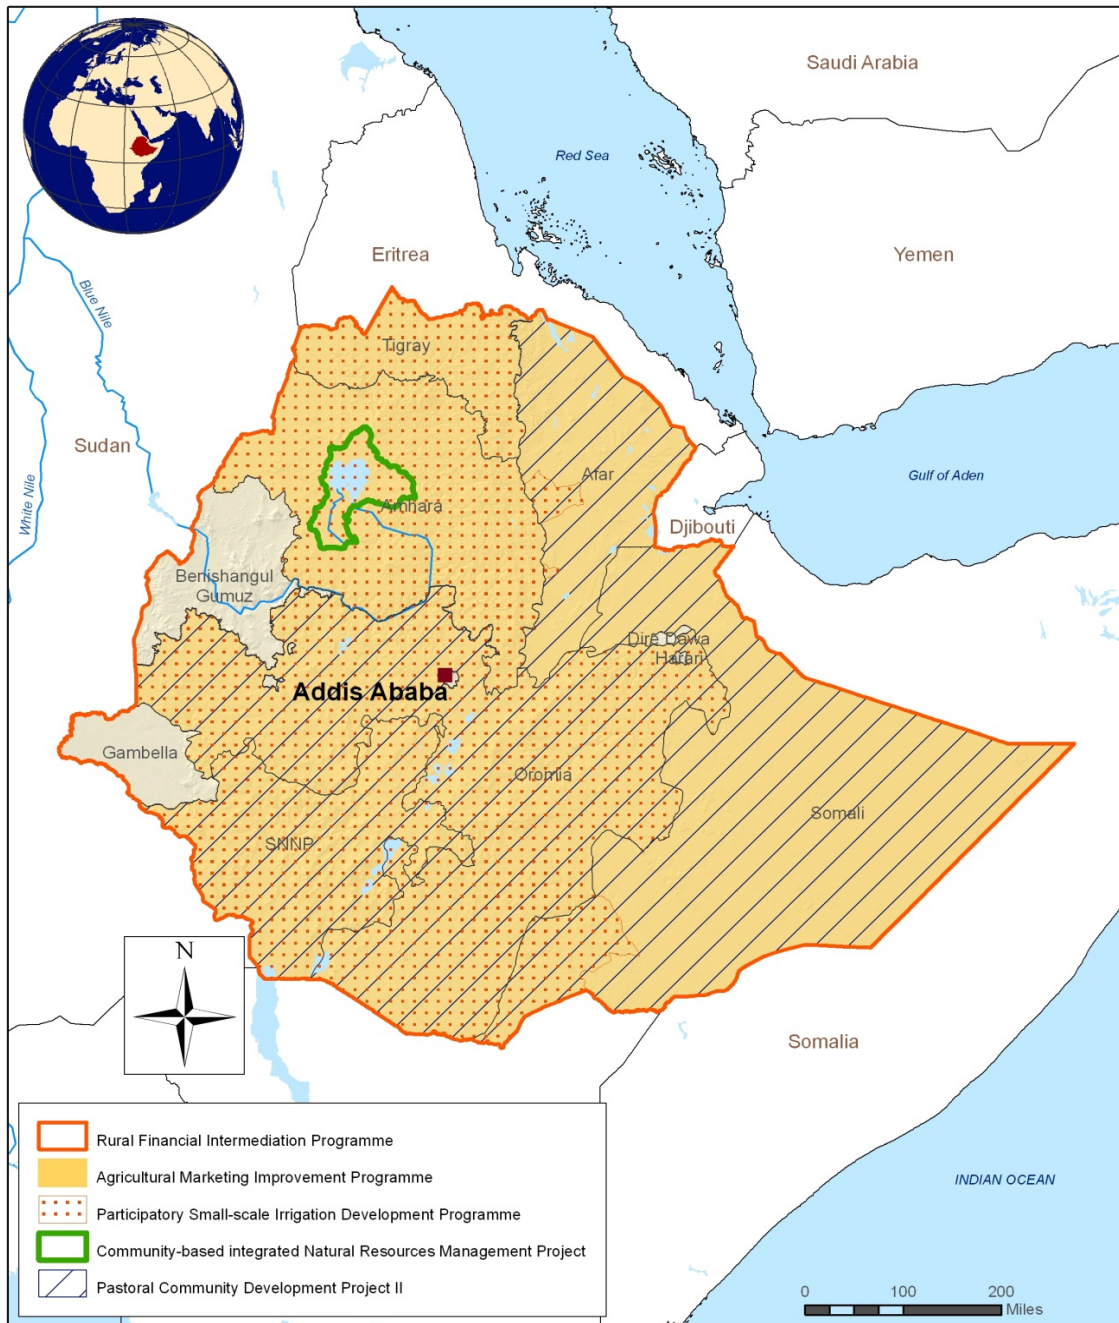 Saudi Arabia
Red Sea
Eritrea
Yemen
Blue Nile
Tigray
Sudan
White Nile
Afar
Gulf of Aden
Amhara
Djibouti
Benishangul
Gumuz
Dire Dawa
Harari
Addis Ababa
Gambella
Oromia
Somali
SNNP
N
Somalia
INDIAN OCEAN
Rural Financial Intermediation Programme
Agricultural Marketing Improvement Programme
Participatory Small-scale Irrigation Development Programme
Community-based integrated Natural Resources Management Project
Pastoral Community Development Project II
0 100 200
Miles